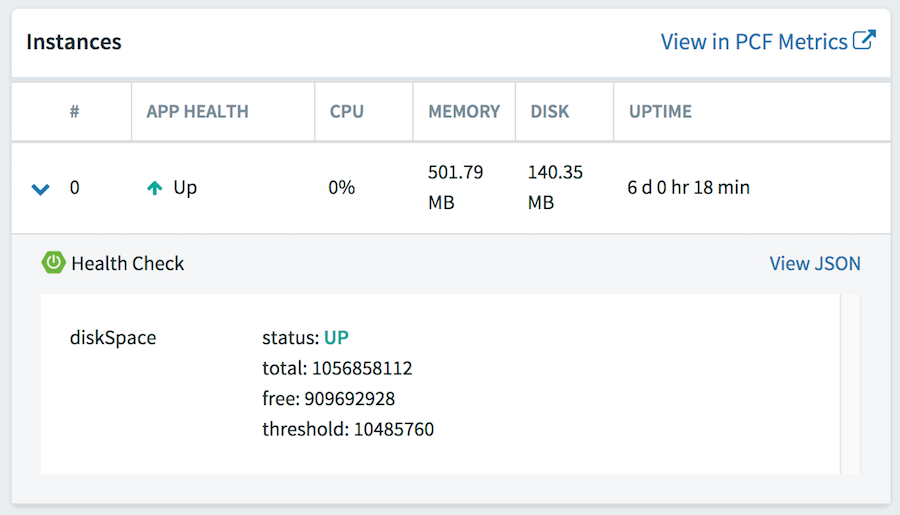 Instances
View in PCF Metrics
# APP HEALTH CPU MEMORY DISK UPTIME
0 Up 0% 501.79 MB 140.35 MB 6 d 0 hr 18 min
Health Check
View JSON
diskSpace
status: UP
total: 1056858112
free: 909692928
threshold: 10485760